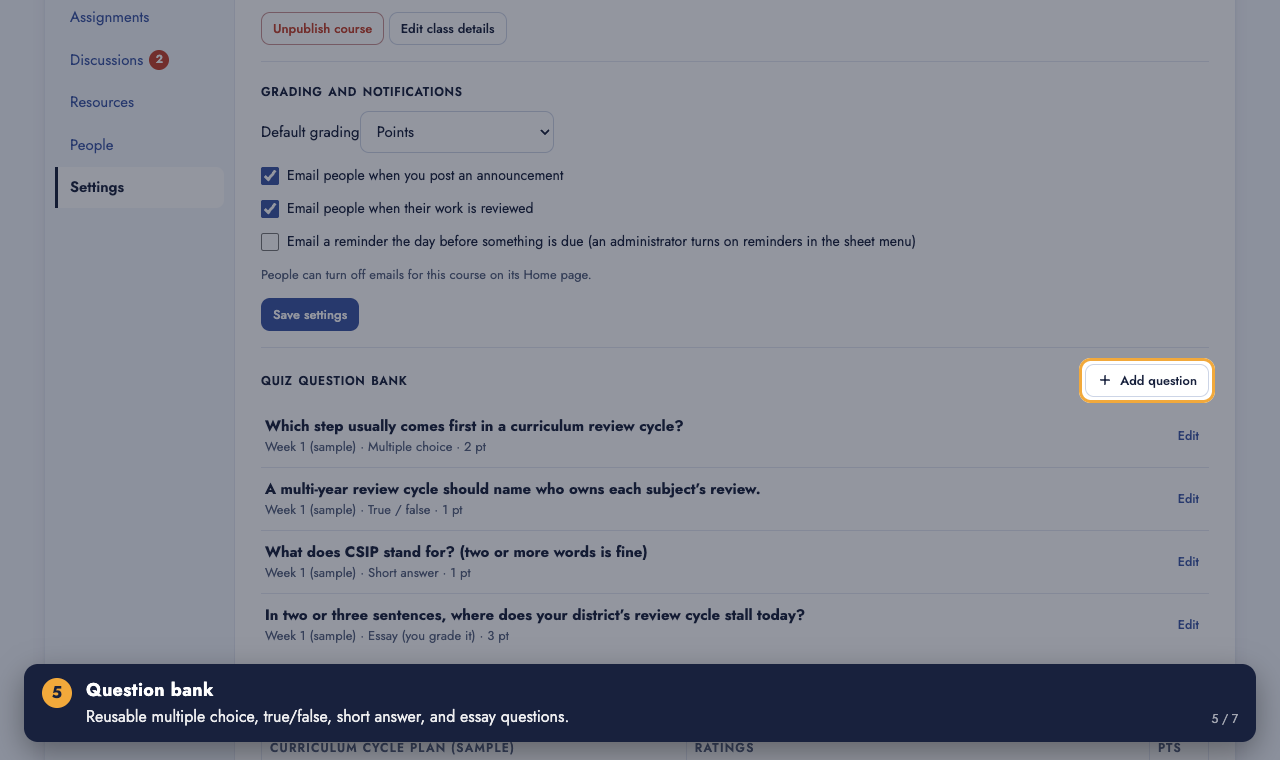 Assignments
Unpublish course
Edit class details
Discussions 2
GRADING AND NOTIFICATIONS
Resources
Default grading Points
People
Email people when you post an announcement
Settings
Email people when their work is reviewed
Email a reminder the day before something is due (an administrator turns on reminders in the sheet menu)
People can turn off emails for this course on its Home page.
Save settings
QUIZ QUESTION BANK
+ Add question
Which step usually comes first in a curriculum review cycle?
Week 1 (sample) · Multiple choice · 2 pt
Edit
A multi-year review cycle should name who owns each subject's review.
Week 1 (sample) · True / false · 1 pt
Edit
What does CSIP stand for? (two or more words is fine)
Week 1 (sample) · Short answer · 1 pt
Edit
In two or three sentences, where does your district's review cycle stall today?
Week 1 (sample) · Essay (you grade it) · 3 pt
Edit
5 Question bank
Reusable multiple choice, true/false, short answer, and essay questions.
5 / 7
CURRICULUM CYCLE PLAN (SAMPLE)
RATINGS
PTS